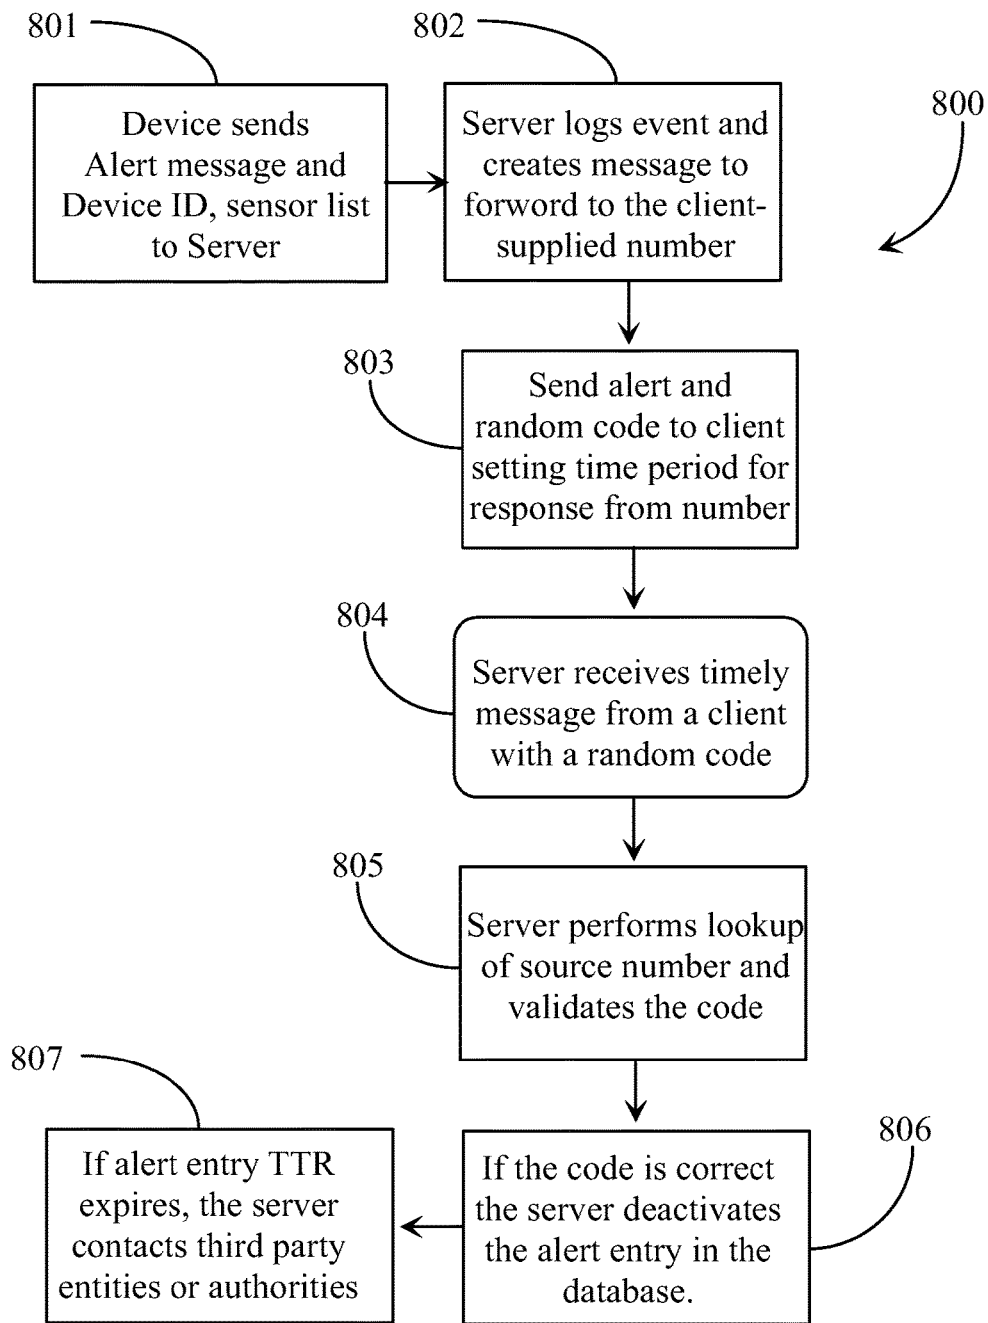 801
Device sends
Alert message and
Device ID, sensor list
to Server
802
Server logs event and
creates message to
forword to the client-
supplied number
800
803
Send alert and
random code to client
setting time period for
response from number
804
Server receives timely
message from a client
with a random code
805
Server performs lookup
of source number and
validates the code
806
If the code is correct
the server deactivates
the alert entry in the
database.
807
If alert entry TTR
expires, the server
contacts third party
entities or authorities